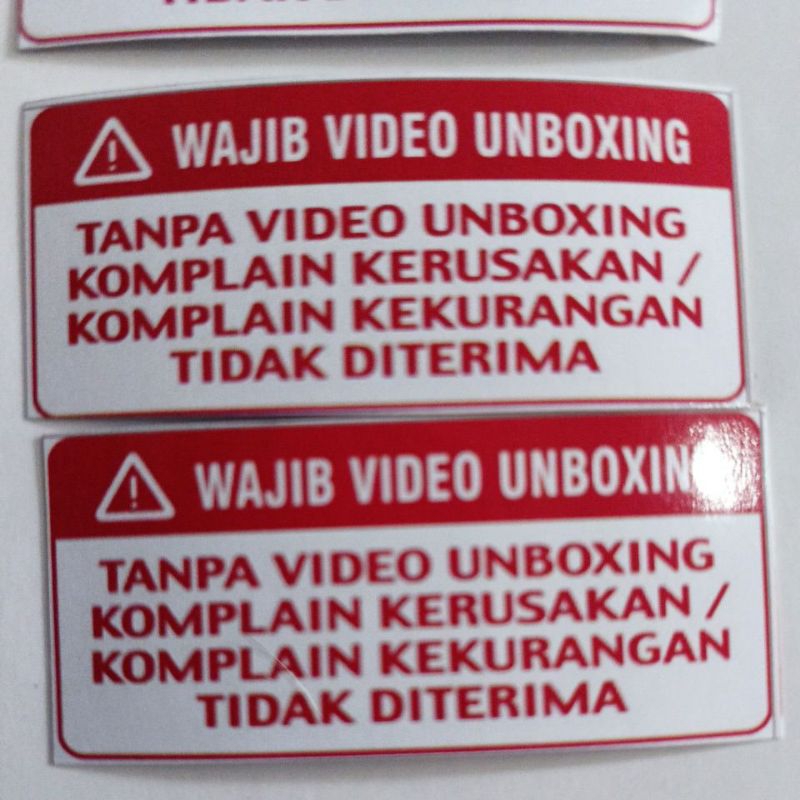 WAJIB VIDEO UNBOXING
TANPA VIDEO UNBOXING
KOMPLAIN KERUSAKAN /
KOMPLAIN KEKURANGAN
TIDAK DITERIMA
WAJIB VIDEO UNBOXIN
TANPA VIDEO UNBOXING
KOMPLAIN KERUSAKAN /
KOMPLAIN KEKURANGAN
TIDAK DITERIMA